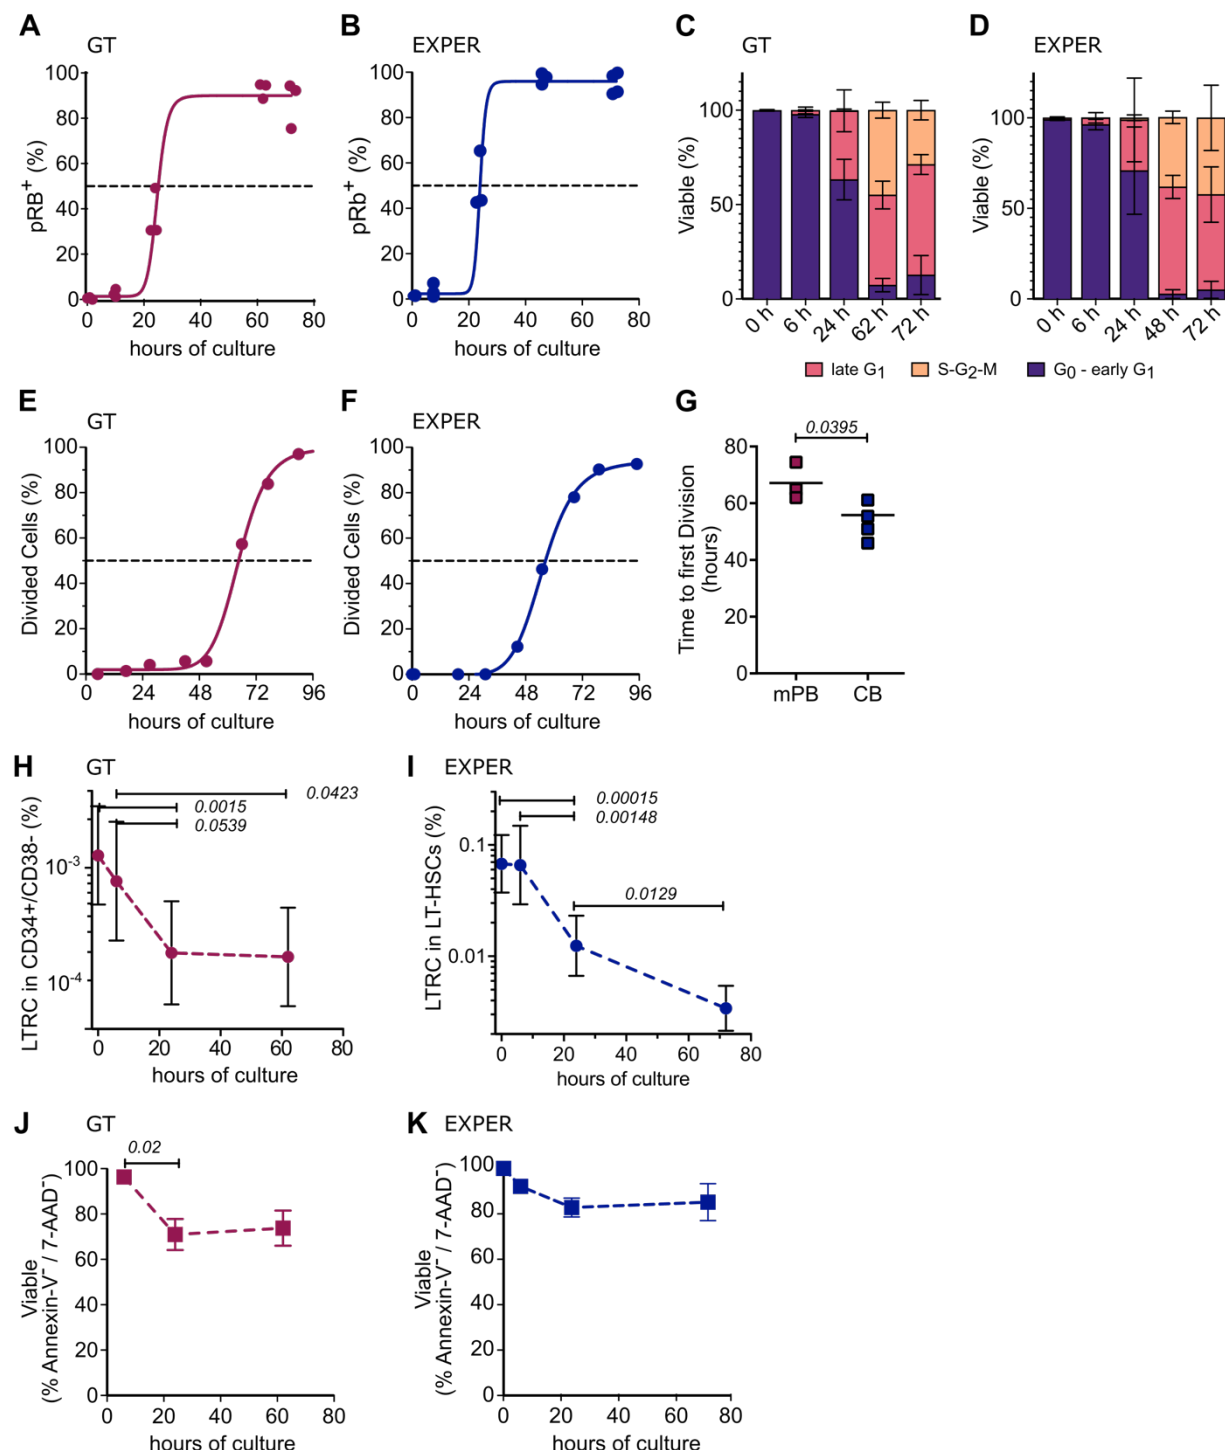 A
GT
pRB+ (%)
100
80
60
40
20
0
0 20 40 60 80
hours of culture
B
EXPER
pRb+ (%)
100
80
60
40
20
0
0 20 40 60 80
hours of culture
C
GT
Viable (%)
100
50
0
0 h 6 h 24 h 62 h 72 h
D
EXPER
Viable (%)
100
50
0
0 h 6 h 24 h 48 h 72 h
late G1 S-G2-M G0 - early G1
E
GT
Divided Cells (%)
100
80
60
40
20
0
0 24 48 72 96
hours of culture
F
EXPER
Divided Cells (%)
100
80
60
40
20
0
0 24 48 72 96
hours of culture
G
0.0395
Time to first Division
(hours)
80
60
40
20
0
mPB CB
H
GT
LTRC in CD34+/CD38- (%)
0.0423
0.0015
0.0539
10-3
10-4
0 20 40 60 80
hours of culture
I
EXPER
LTRC in LT-HSCs (%)
0.00015
0.00148
0.0129
0.1
0.01
0 20 40 60 80
hours of culture
J
GT
0.02
Viable
(% Annexin-V- / 7-AAD-)
100
80
60
40
20
0
0 20 40 60 80
hours of culture
K
EXPER
Viable
(% Annexin-V- / 7-AAD-)
100
80
60
40
20
0
0 20 40 60 80
hours of culture